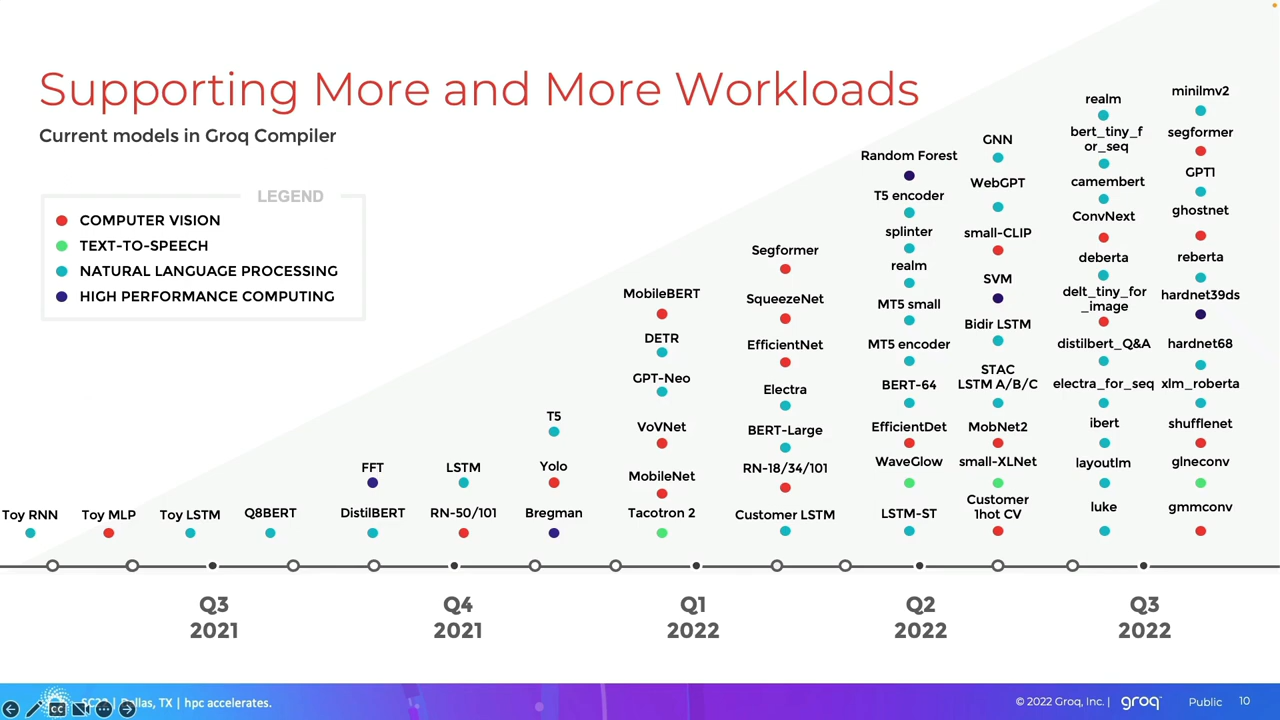 Supporting More and More Workloads
Current models in Groq Compiler
LEGEND
COMPUTER VISION
TEXT-TO-SPEECH
NATURAL LANGUAGE PROCESSING
HIGH PERFORMANCE COMPUTING
Toy RNN
Toy MLP
Toy LSTM
Q8BERT
FFT
DistilBERT
LSTM
RN-50/101
T5
Yolo
Bregman
MobileBERT
DETR
GPT-Neo
VoVNet
MobileNet
Tacotron 2
Segformer
SqueezeNet
EfficientNet
Electra
BERT-Large
RN-18/34/101
Customer LSTM
Random Forest
T5 encoder
splinter
realm
MT5 small
MT5 encoder
BERT-64
EfficientDet
WaveGlow
LSTM-ST
GNN
WebGPT
small-CLIP
SVM
Bidir LSTM
STAC
LSTM A/B/C
MobNet2
small-XLNet
Customer
1hot CV
realm
bert_tiny_f
or_seq
camembert
ConvNext
deberta
delt_tiny_for
_image
distilbert_Q&A
electra_for_seq
ibert
layoutlm
luke
minilmv2
segformer
GPT1
ghostnet
reberta
hardnet39ds
hardnet68
xlm_roberta
shufflenet
glneconv
gmmconv
Q3
2021
Q4
2021
Q1
2022
Q2
2022
Q3
2022
TX | hpc accelerates.
© 2022 Groq, Inc. | groq
Public 10
CC